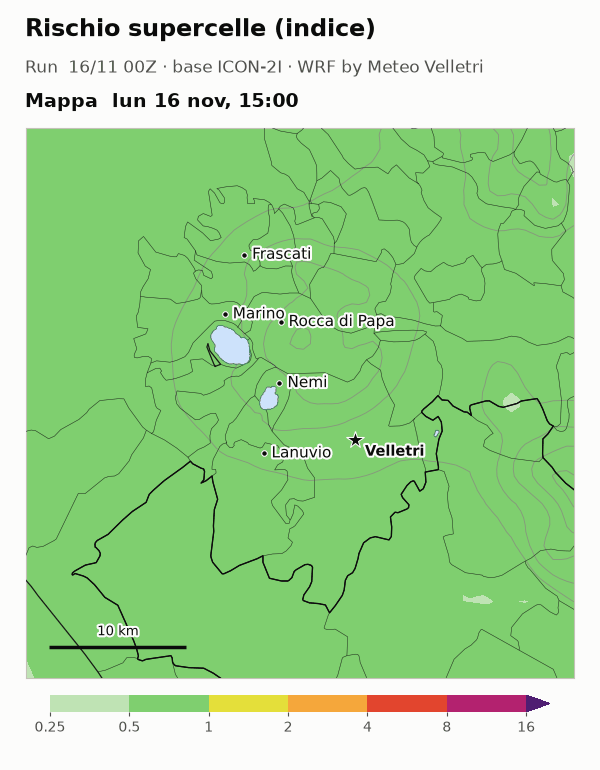 Rischio supercelle (indice)
Run  16/11 00Z · base ICON-2I · WRF by Meteo Velletri
Mappa  lun 16 nov, 15:00
Frascati
Marino
Rocca di Papa
Nemi
Velletri
Lanuvio
10 km
0.25 0.5 1 2 4 8 16